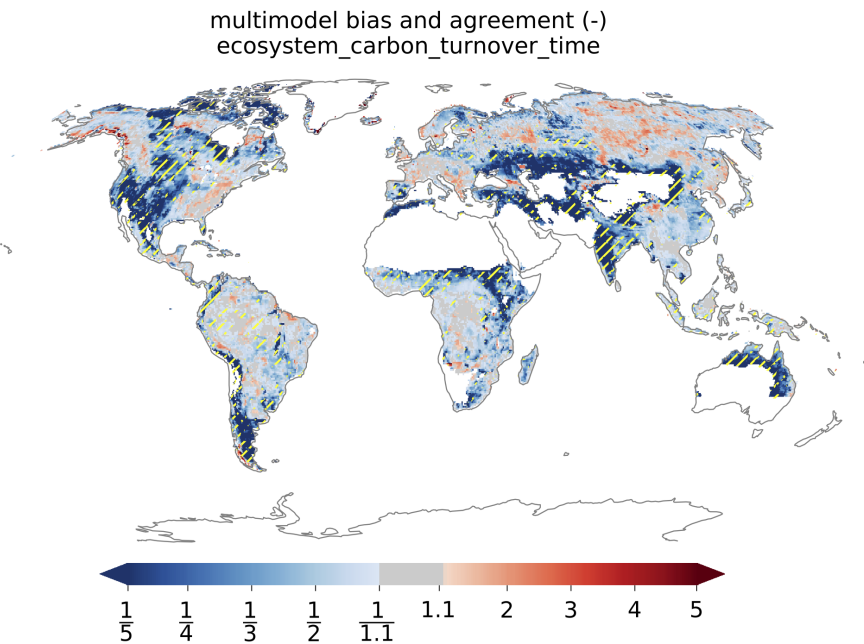 multimodel bias and agreement (-)
ecosystem_carbon_turnover_time
1/5 1/4 1/3 1/2 1/1.1 1.1 2 3 4 5